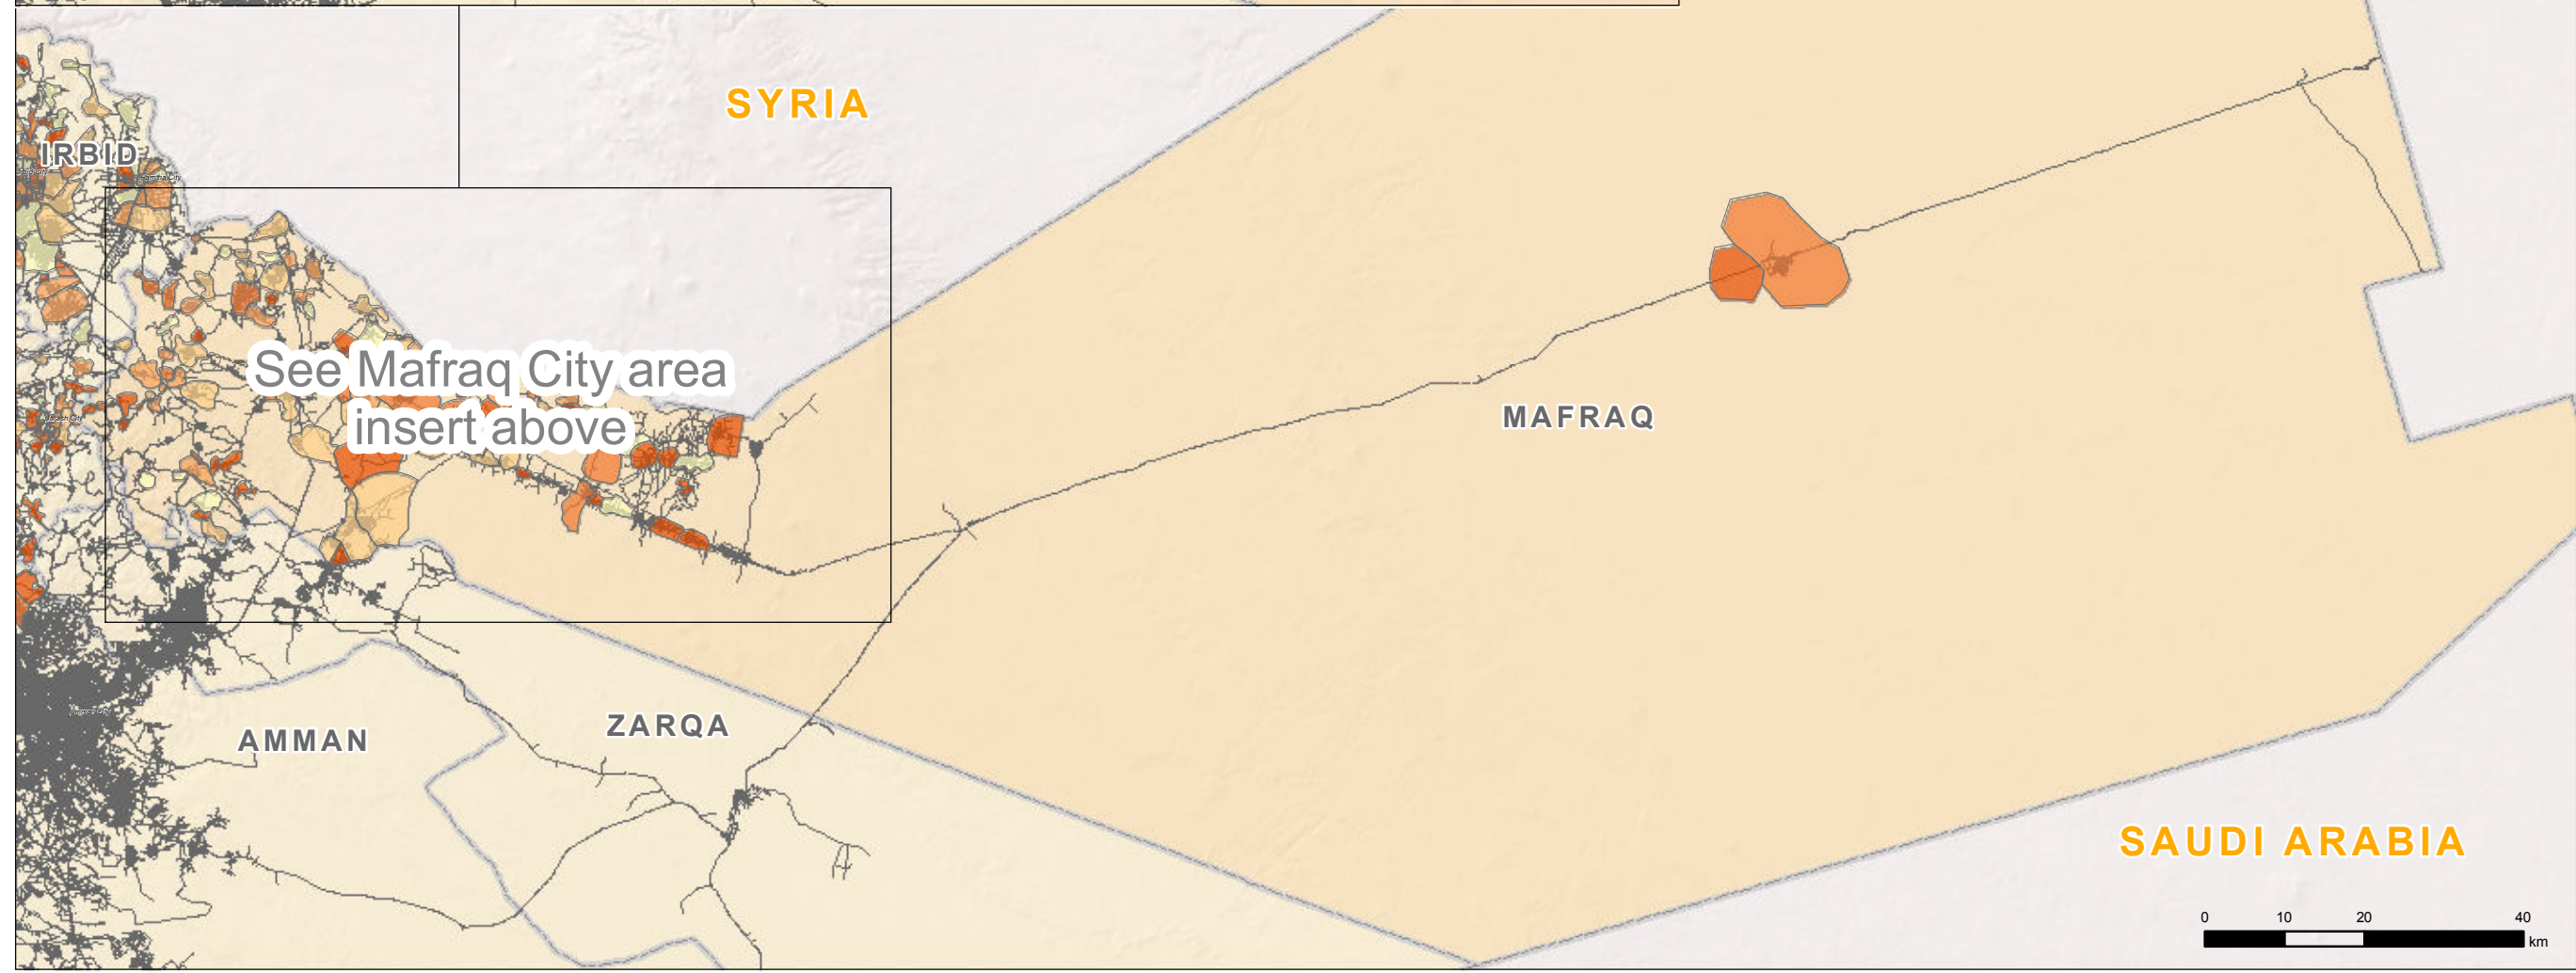 SYRIA
IRBID
See Mafraq City area
insert above
MAFRAQ
ZARQA
AMMAN
SAUDI ARABIA
0 10 20 40
km